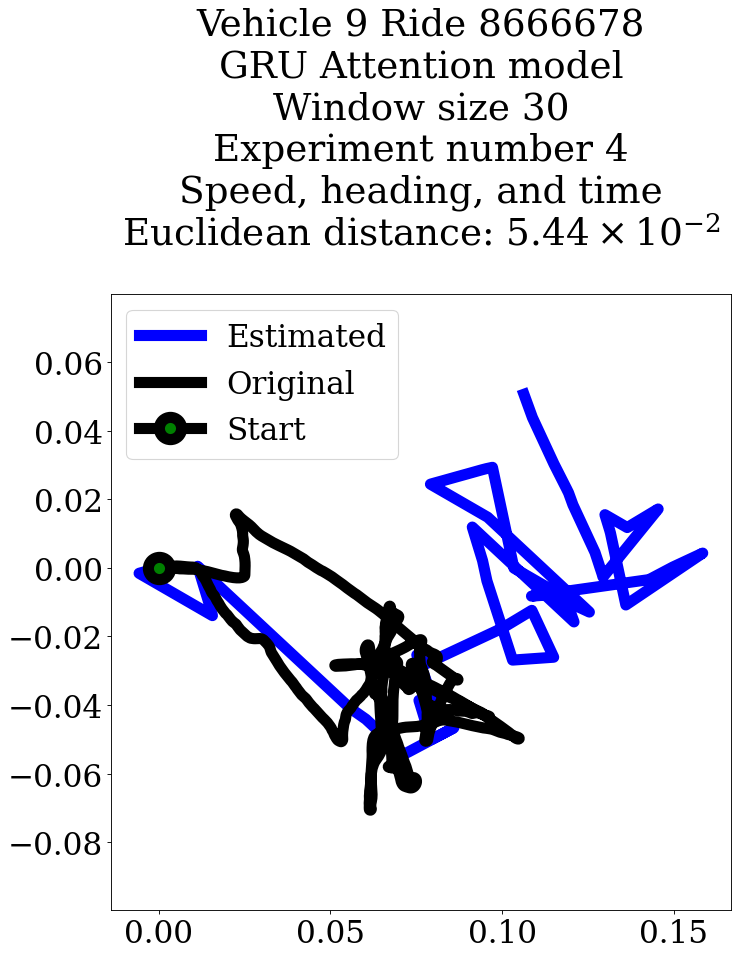 Vehicle 9 Ride 8666678
GRU Attention model
Window size 30
Experiment number 4
Speed, heading, and time
Euclidean distance: 5.44 × 10⁻²
Estimated
Original
Start
0.06
0.04
0.02
0.00
−0.02
−0.04
−0.06
−0.08
0.00 0.05 0.10 0.15